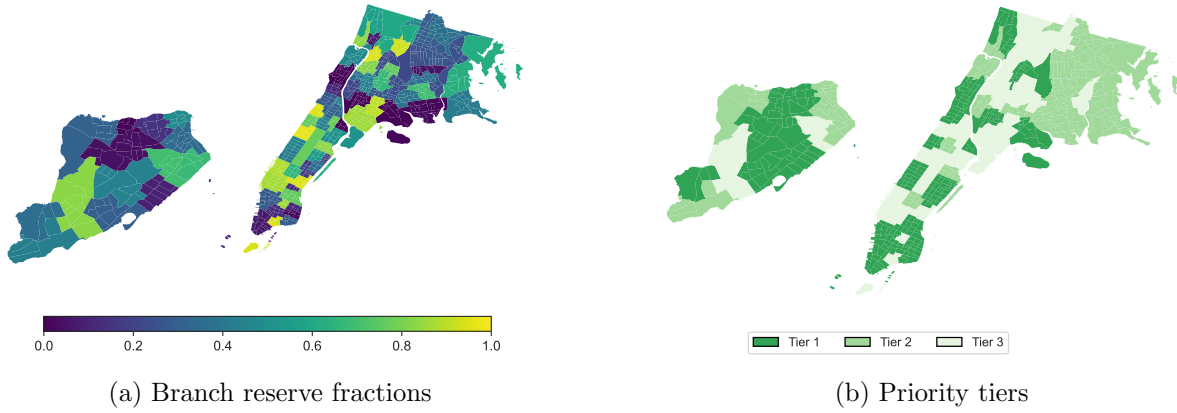 0.0 0.2 0.4 0.6 0.8 1.0
Tier 1 Tier 2 Tier 3
(a) Branch reserve fractions
(b) Priority tiers